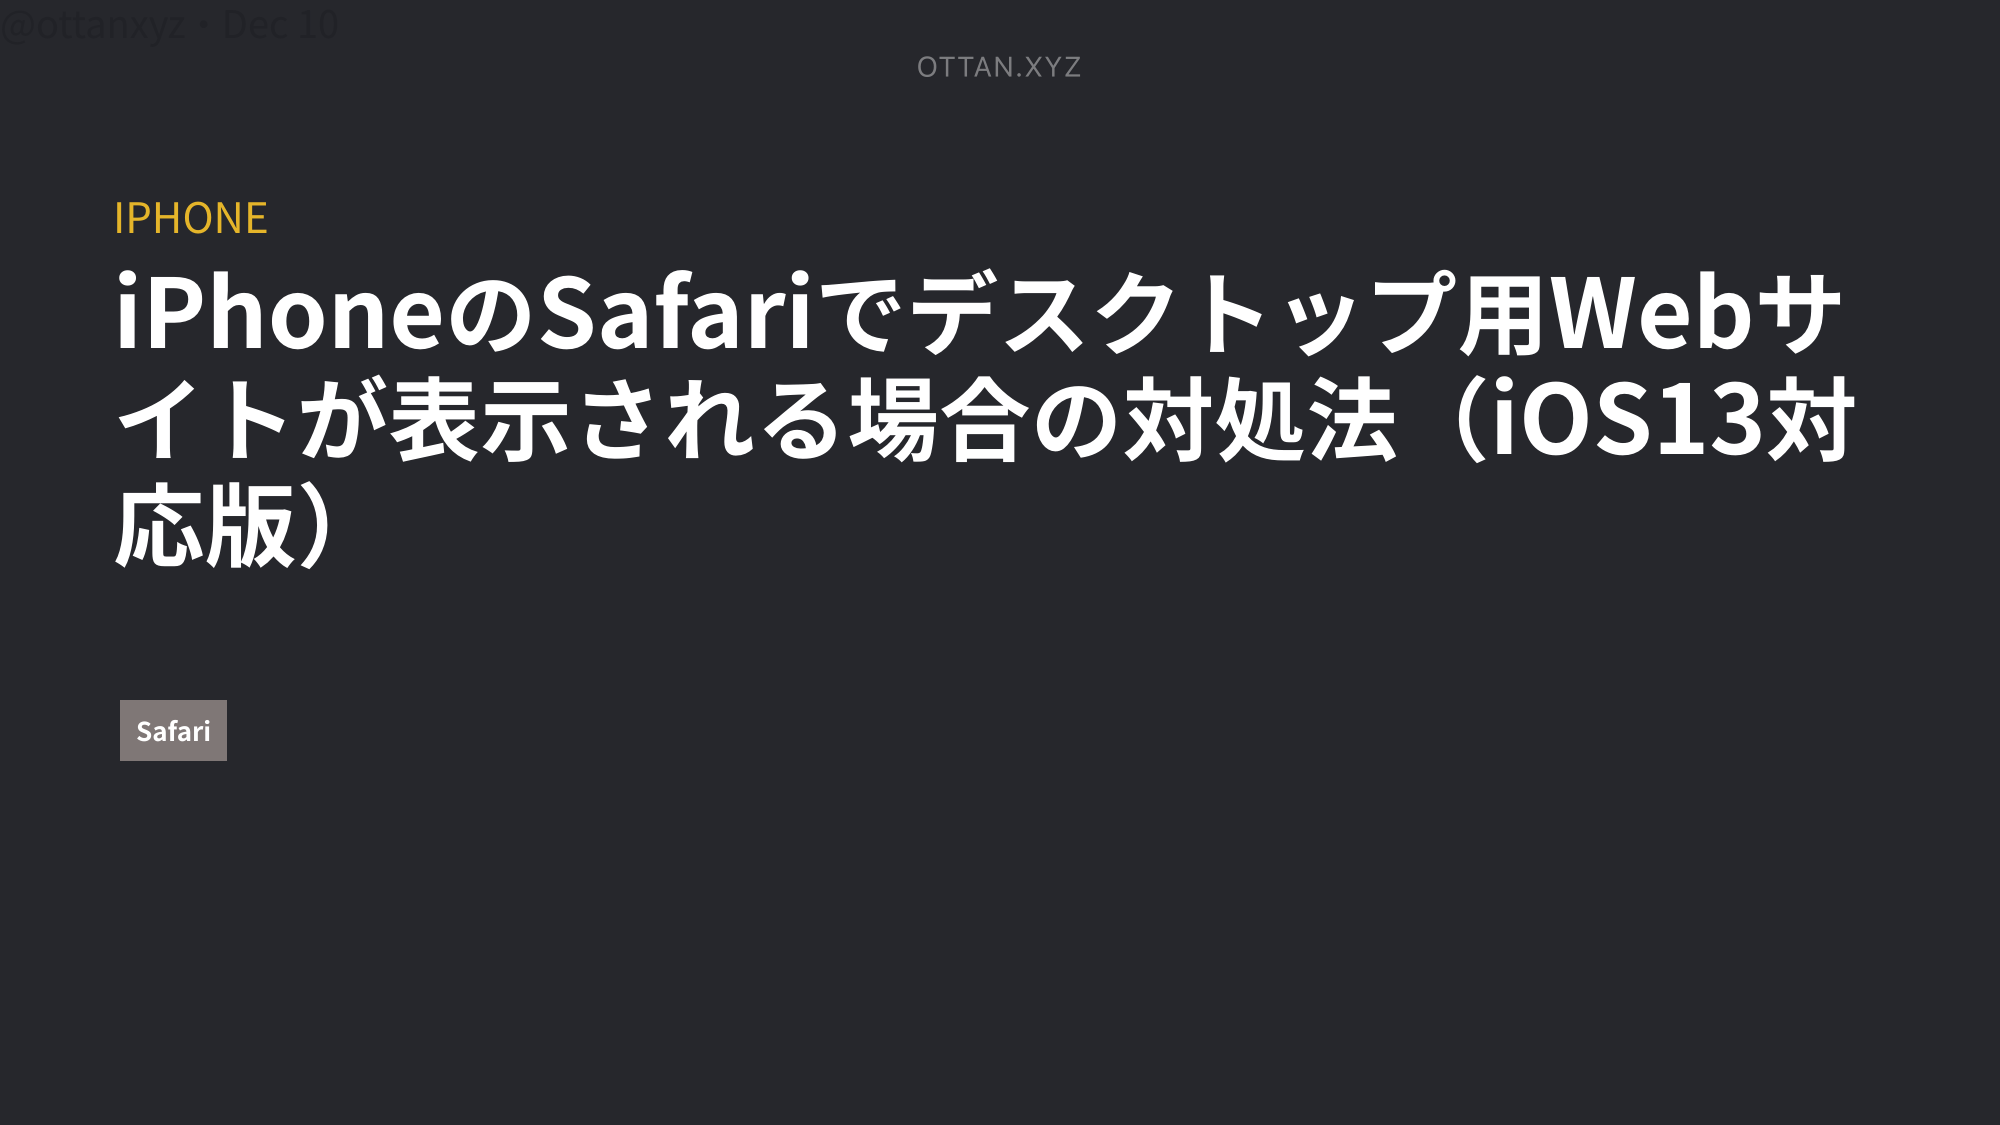 @ottanxyz・Dec 10
OTTAN.XYZ
IPHONE
iPhoneのSafariでデスクトップ用Webサ
イトが表示される場合の対処法（iOS13対
応版）
Safari